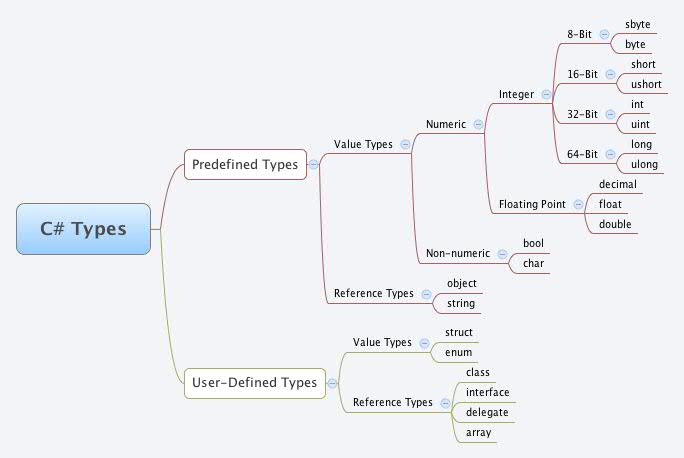 C# Types
Predefined Types
Value Types
Numeric
Integer
8-Bit
sbyte
byte
16-Bit
short
ushort
32-Bit
int
uint
64-Bit
long
ulong
Floating Point
decimal
float
double
Non-numeric
bool
char
Reference Types
object
string
User-Defined Types
Value Types
struct
enum
Reference Types
class
interface
delegate
array